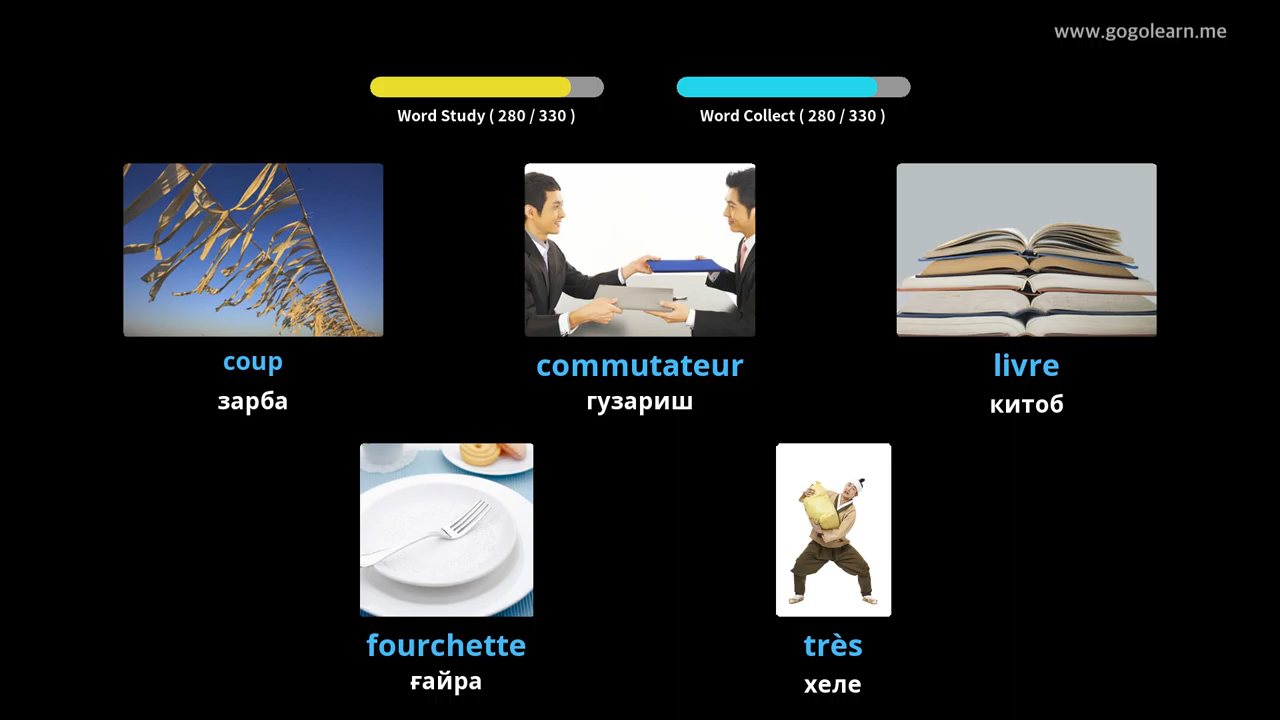 www.gogolearn.me
Word Study ( 280 / 330 )
Word Collect ( 280 / 330 )
coup
зарба
commutateur
гузариш
livre
китоб
fourchette
ғайра
très
хеле